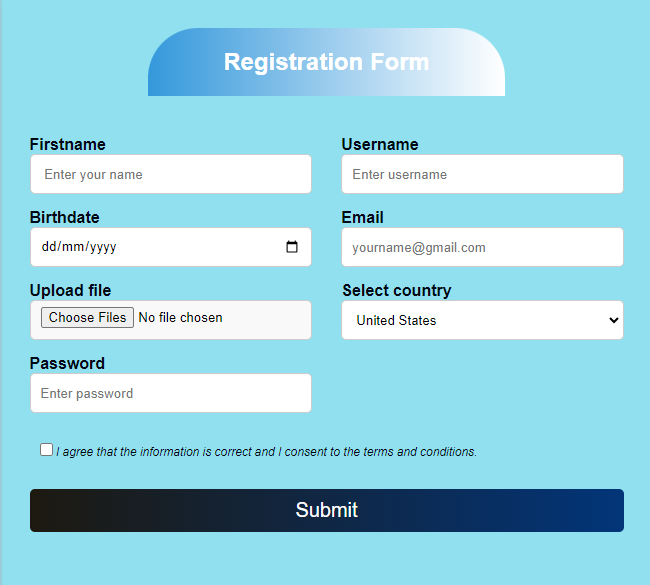 Registration Form
Firstname
Enter your name
Username
Enter username
Birthdate
dd/mm/yyyy
Email
yourname@gmail.com
Upload file
Choose Files No file chosen
Select country
United States
Password
Enter password
I agree that the information is correct and I consent to the terms and conditions.
Submit